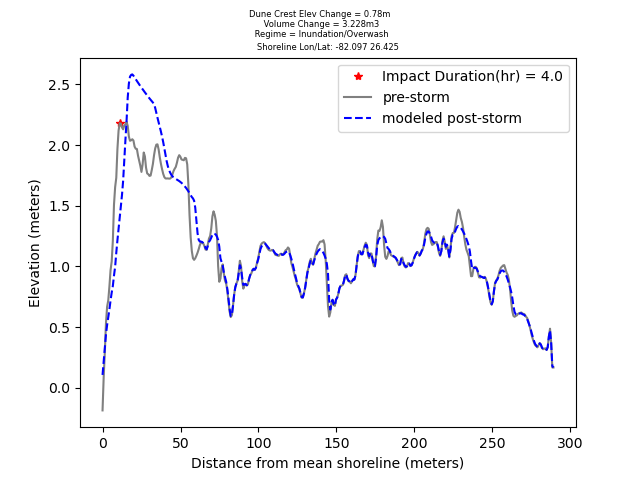 Dune Crest Elev Change = 0.78m
Volume Change = 3.228m3
Regime = Inundation/Overwash
Shoreline Lon/Lat: -82.097 26.425
Impact Duration(hr) = 4.0
pre-storm
modeled post-storm
Elevation (meters)
2.5
2.0
1.5
1.0
0.5
0.0
0 50 100 150 200 250 300
Distance from mean shoreline (meters)